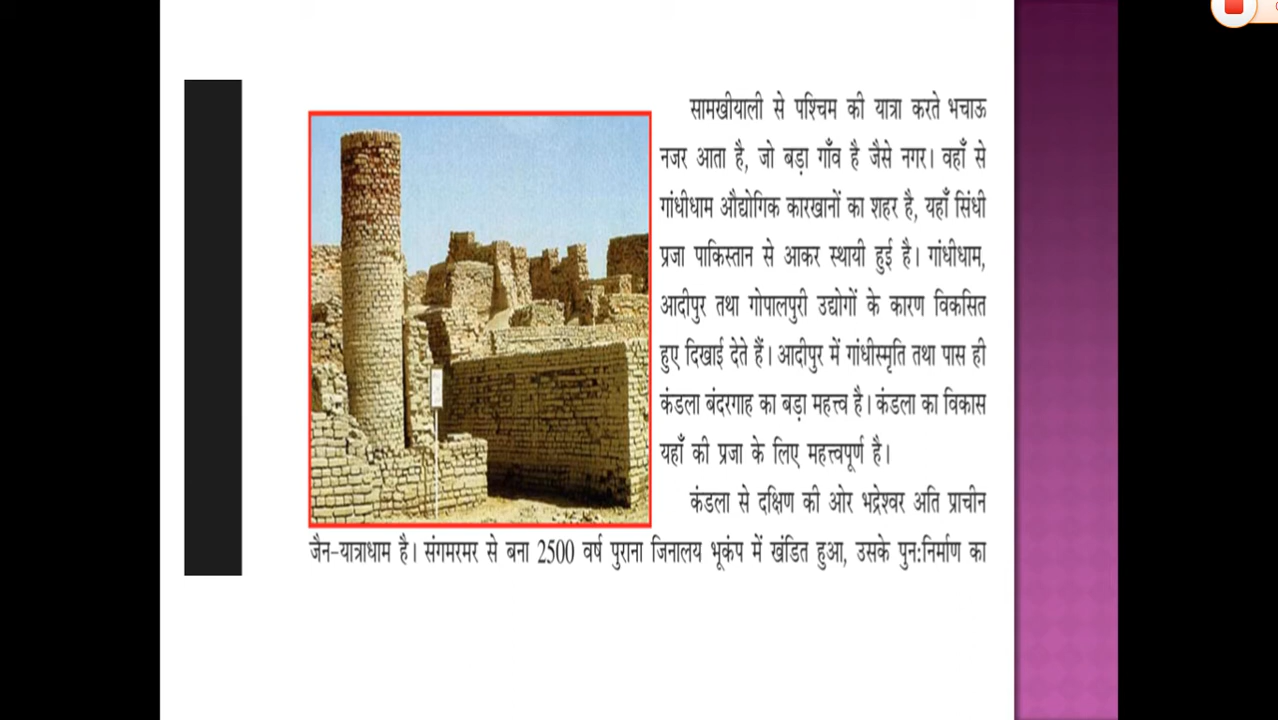 सामखीयाली से पश्चिम की यात्रा करते भचाऊ
नजर आता है, जो बड़ा गाँव है जैसे नगर। वहाँ से
गांधीधाम औद्योगिक कारखानों का शहर है, यहाँ सिंधी
प्रजा पाकिस्तान से आकर स्थायी हुई है। गांधीधाम,
आदीपुर तथा गोपालपुरी उद्योगों के कारण विकसित
हुए दिखाई देते हैं। आदीपुर में गांधीस्मृति तथा पास ही
कंडला बंदरगाह का बड़ा महत्त्व है। कंडला का विकास
यहाँ की प्रजा के लिए महत्त्वपूर्ण है।
कंडला से दक्षिण की ओर भद्रेश्वर अति प्राचीन
जैन-यात्राधाम है। संगमरमर से बना 2500 वर्ष पुराना जिनालय भूकंप में खंडित हुआ, उसके पुन:निर्माण का